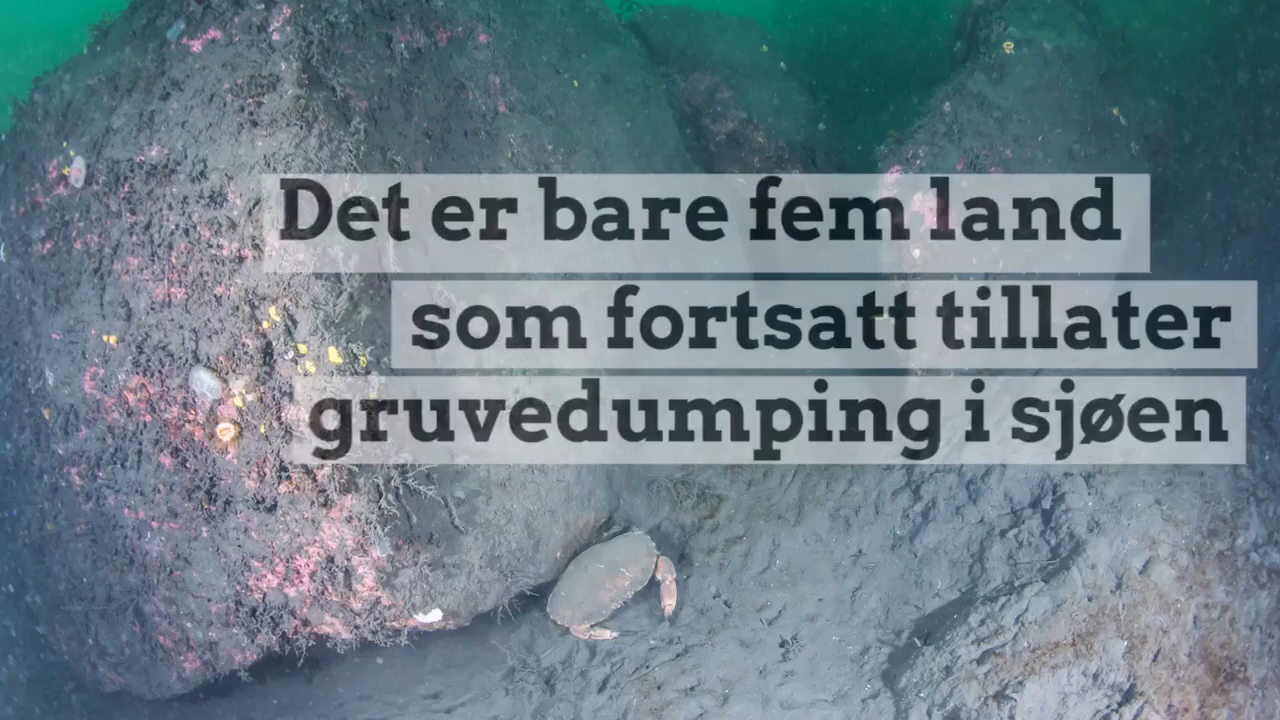 Det er bare fem land
som fortsatt tillater
gruvedumping i sjøen